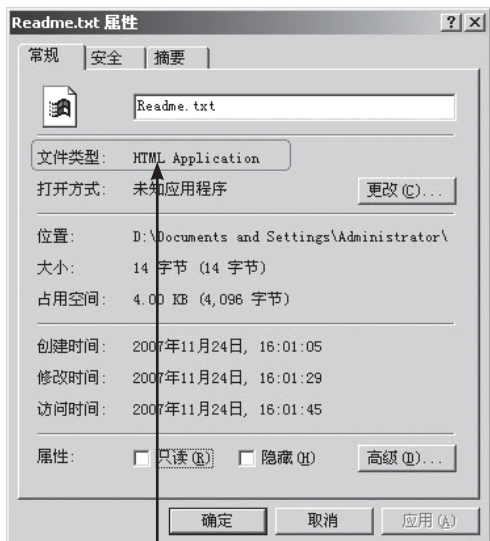 Readme.txt 属性
常规 安全 摘要
Readme.txt
文件类型: HTML Application
打开方式: 未知应用程序 更改(C)...
位置: D:\Documents and Settings\Administrator\
大小: 14 字节 (14 字节)
占用空间: 4.00 KB (4,096 字节)
创建时间: 2007年11月24日, 16:01:05
修改时间: 2007年11月24日, 16:01:29
访问时间: 2007年11月24日, 16:01:45
属性: 只读(R) 隐藏(H) 高级(D)...
确定 取消 应用(A)